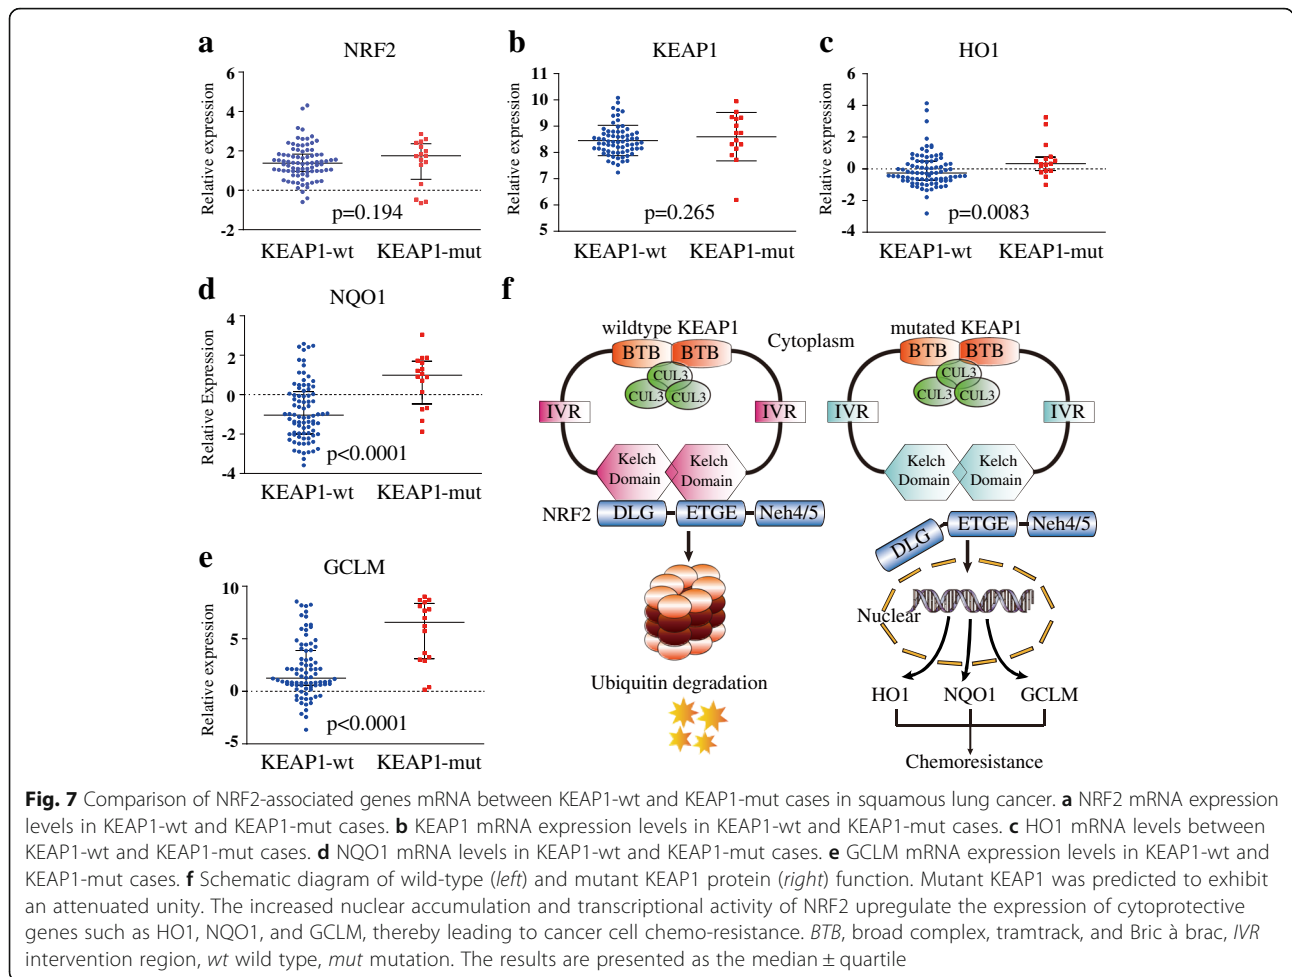 a
NRF2
Relative expression
6
4
2
0
-2
p=0.194
KEAP1-wt KEAP1-mut
b
KEAP1
Relative expression
11
10
9
8
7
6
5
p=0.265
KEAP1-wt KEAP1-mut
c
HO1
Relative expression
6
4
2
0
-2
-4
p=0.0083
KEAP1-wt KEAP1-mut
d
NQO1
Relative Expression
4
2
0
-2
-4
p<0.0001
KEAP1-wt KEAP1-mut
e
GCLM
Relative expression
10
5
0
-5
p<0.0001
KEAP1-wt KEAP1-mut
f
wildtype KEAP1
BTB BTB
CUL3
CUL3 CUL3
IVR IVR
Kelch Domain
Kelch Domain
NRF2 DLG ETGE Neh4/5
Ubiquitin degradation
Cytoplasm
mutated KEAP1
BTB BTB
CUL3
CUL3 CUL3
IVR IVR
Kelch Domain
Kelch Domain
DLG ETGE Neh4/5
Nuclear
HO1 NQO1 GCLM
Chemoresistance
Fig. 7 Comparison of NRF2-associated genes mRNA between KEAP1-wt and KEAP1-mut cases in squamous lung cancer. a NRF2 mRNA expression
levels in KEAP1-wt and KEAP1-mut cases. b KEAP1 mRNA expression levels in KEAP1-wt and KEAP1-mut cases. c HO1 mRNA levels between
KEAP1-wt and KEAP1-mut cases. d NQO1 mRNA levels in KEAP1-wt and KEAP1-mut cases. e GCLM mRNA expression levels in KEAP1-wt and
KEAP1-mut cases. f Schematic diagram of wild-type (left) and mutant KEAP1 protein (right) function. Mutant KEAP1 was predicted to exhibit
an attenuated unity. The increased nuclear accumulation and transcriptional activity of NRF2 upregulate the expression of cytoprotective
genes such as HO1, NQO1, and GCLM, thereby leading to cancer cell chemo-resistance. BTB, broad complex, tramtrack, and Bric à brac, IVR
intervention region, wt wild type, mut mutation. The results are presented as the median ± quartile